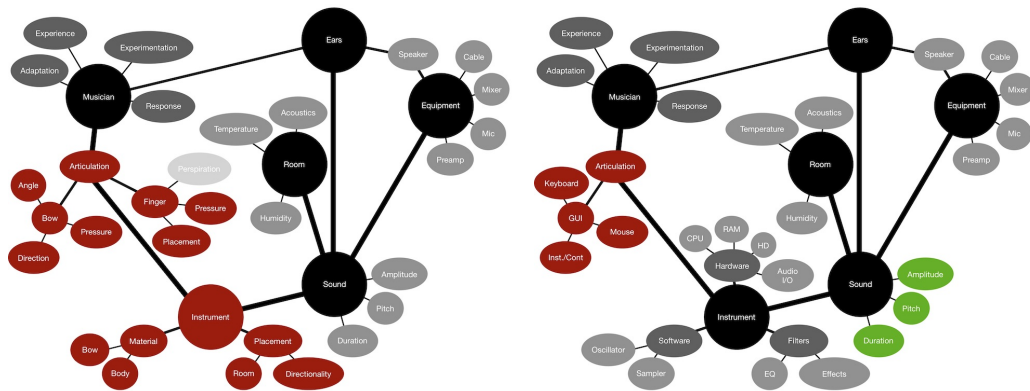 Ears
Experience
Experimentation
Speaker
Cable
Adaptation
Musician
Response
Equipment
Mixer
Mic
Preamp
Acoustics
Temperature
Room
Humidity
Articulation
Perspiration
Angle
Finger
Pressure
Bow
Pressure
Placement
Direction
Sound
Amplitude
Pitch
Duration
Instrument
Material
Placement
Bow
Body
Room
Directionality
Ears
Experience
Experimentation
Speaker
Cable
Adaptation
Musician
Response
Equipment
Mixer
Mic
Preamp
Acoustics
Temperature
Room
Humidity
Articulation
Keyboard
GUI
Mouse
Inst./Cont
CPU
RAM
HD
Hardware
Audio
I/O
Sound
Amplitude
Pitch
Duration
Instrument
Software
Filters
Oscillator
Sampler
EQ
Effects